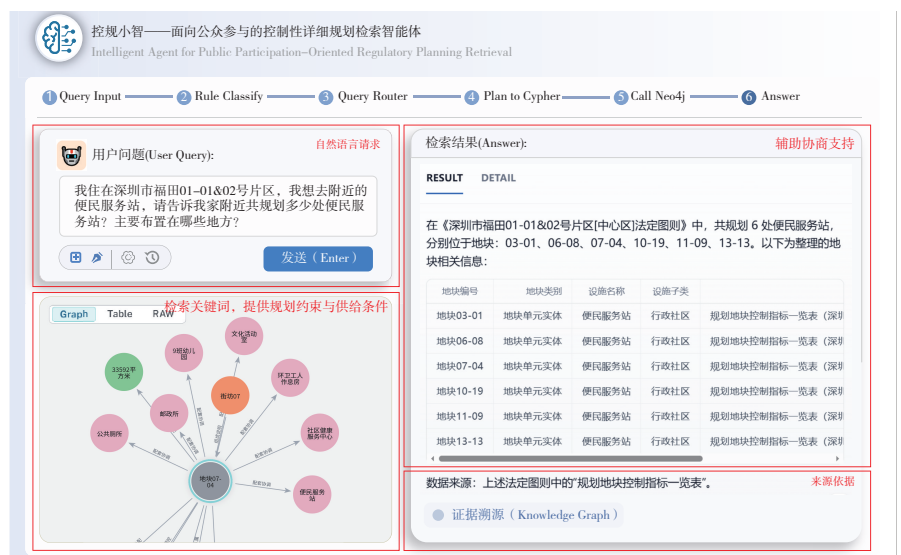 控规小智——面向公众参与的控制性详细规划检索智能体
Intelligent Agent for Public Participation-Oriented Regulatory Planning Retrieval
1 Query Input
2 Rule Classify
3 Query Router
4 Plan to Cypher
5 Call Neo4j
6 Answer
自然语言请求
用户问题(User Query):
我住在深圳市福田01-01&02号片区，我想去附近的
便民服务站，请告诉我家附近共规划多少处便民服
务站？主要布置在哪些地方？
发送（Enter）
检索关键词，提供规划约束与供给条件
Graph Table RAW
文化活动
室
9班幼儿
园
33592平
方米
环卫工人
作息房
街坊07
邮政所
公共厕所
社区健康
服务中心
地块07-
04
便民服务
站
检索结果(Answer):
辅助协商支持
RESULT DETAIL
在《深圳市福田01-01&02号片区[中心区]法定图则》中，共规划 6 处便民服务站，
分别位于地块：03-01、06-08、07-04、10-19、11-09、13-13。以下为整理的地
块相关信息：
地块编号 地块类别 设施名称 设施子类
地块03-01 地块单元实体 便民服务站 行政社区 规划地块控制指标一览表（深圳
地块06-08 地块单元实体 便民服务站 行政社区 规划地块控制指标一览表（深圳
地块07-04 地块单元实体 便民服务站 行政社区 规划地块控制指标一览表（深圳
地块10-19 地块单元实体 便民服务站 行政社区 规划地块控制指标一览表（深圳
地块11-09 地块单元实体 便民服务站 行政社区 规划地块控制指标一览表（深圳
地块13-13 地块单元实体 便民服务站 行政社区 规划地块控制指标一览表（深圳
数据来源：上述法定图则中的"规划地块控制指标一览表"。
来源依据
证据溯源（Knowledge Graph）